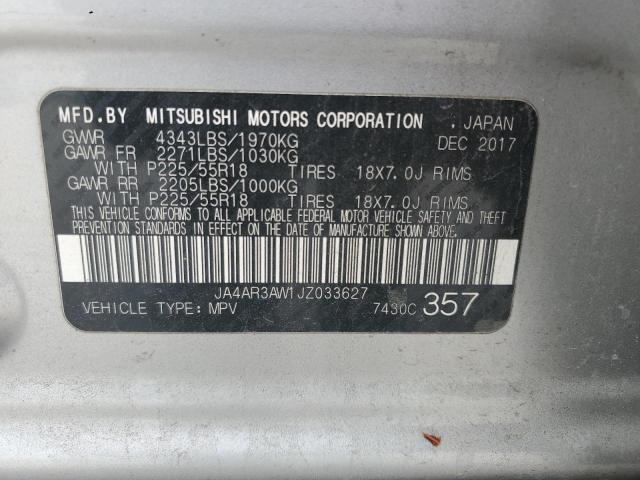 MFD.BY MITSUBISHI MOTORS CORPORATION , JAPAN
GVWR 4343LBS/1970KG DEC 2017
GAWR FR 2271LBS/1030KG
WITH P225/55R18 TIRES 18X7.0J RIMS
GAWR RR 2205LBS/1000KG
WITH P225/55R18 TIRES 18X7.0J RIMS
THIS VEHICLE CONFORMS TO ALL APPLICABLE FEDERAL MOTOR VEHICLE SAFETY AND THEFT
PREVENTION STANDARDS IN EFFECT ON THE DATE OF MANUFACTURE SHOWN ABOVE.
JA4AR3AW1JZ033627
VEHICLE TYPE: MPV 7430C 357